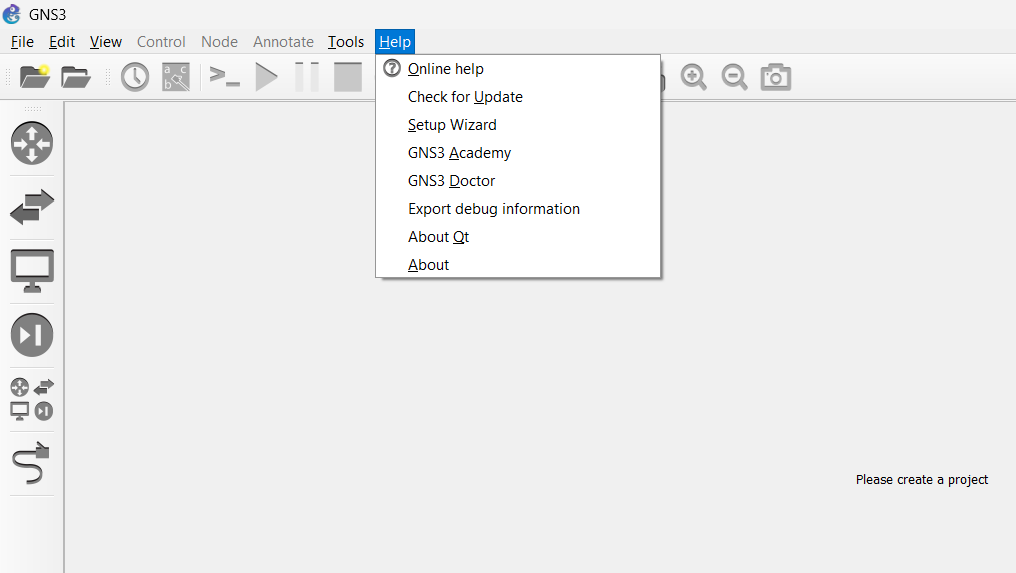 GNS3
File Edit View Control Node Annotate Tools Help
a c
b
Online help
Check for Update
Setup Wizard
GNS3 Academy
GNS3 Doctor
Export debug information
About Qt
About
Please create a project